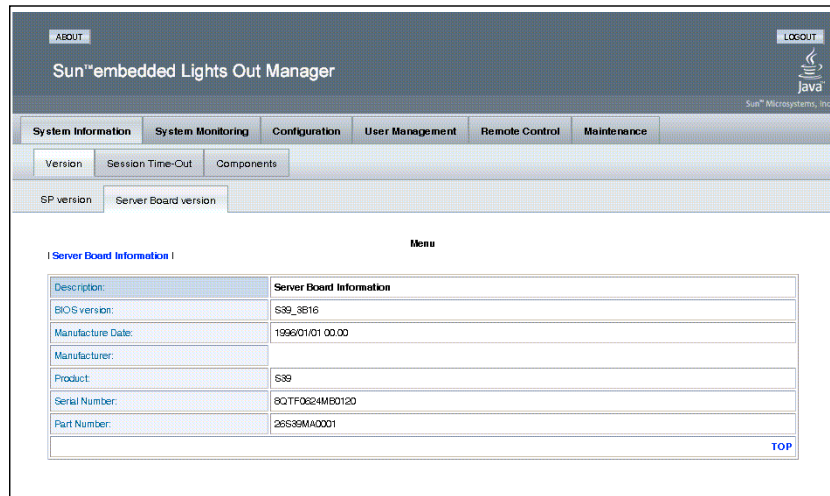 ABOUT
LOGOUT
Sun™embedded Lights Out Manager
Java
Sun™ Microsystems, Inc
System Information System Monitoring Configuration User Management Remote Control Maintenance
Version Session Time-Out Components
SP version Server Board version
Menu
| Server Board Information |
Description: Server Board Information
BIOS version: S39_3B16
Manufacture Date: 1996/01/01 00:00
Manufacturer:
Product: S39
Serial Number: 8QTF0624MB0120
Part Number: 26S39MA0001
TOP